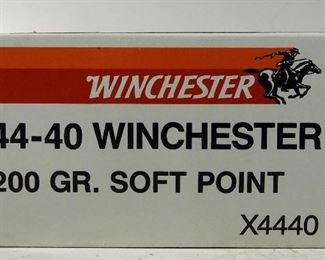 WINCHESTER
44-40 WINCHESTER
200 GR. SOFT POINT
X4440